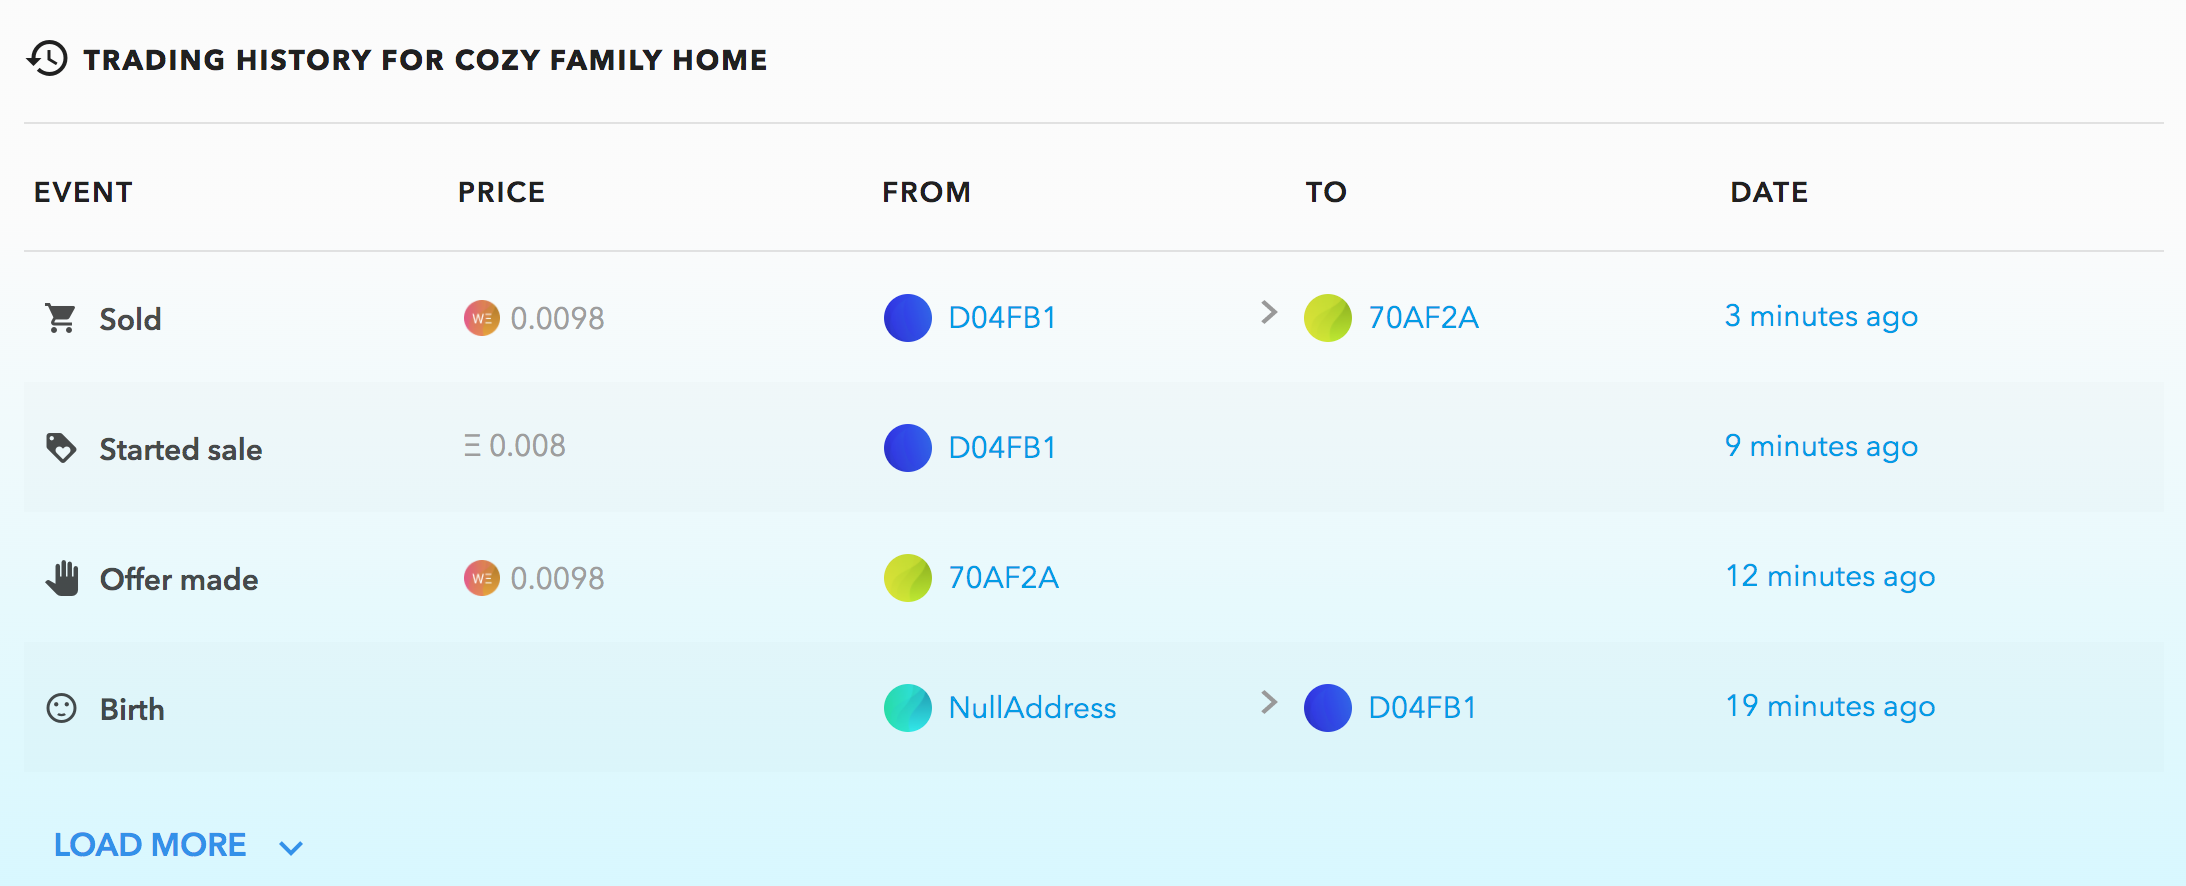 TRADING HISTORY FOR COZY FAMILY HOME
EVENT PRICE FROM TO DATE
Sold WΞ 0.0098 D04FB1 > 70AF2A 3 minutes ago
Started sale Ξ 0.008 D04FB1 9 minutes ago
Offer made WΞ 0.0098 70AF2A 12 minutes ago
Birth NullAddress > D04FB1 19 minutes ago
LOAD MORE